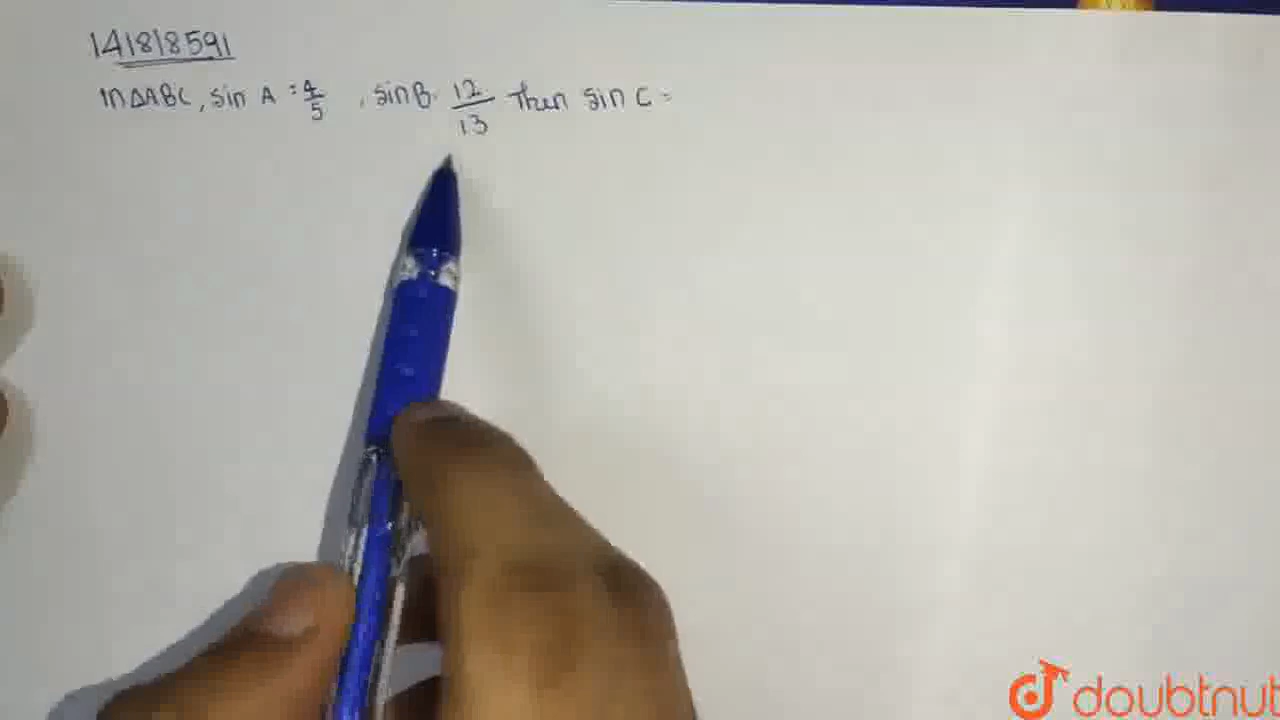 141818591
In ΔABC, sin A = 4/5 , sin B = 12/13 Then sin C =
doubtnut